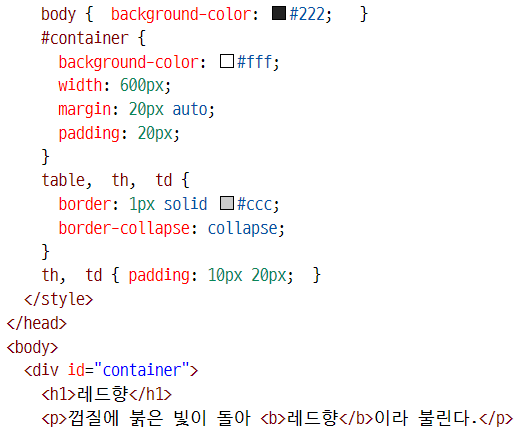 body {  background-color: #222;   }
#container {
background-color: #fff;
width: 600px;
margin: 20px auto;
padding: 20px;
}
table,  th,  td {
border: 1px solid #ccc;
border-collapse: collapse;
}
th,  td { padding: 10px 20px;  }
</style>
</head>
<body>
<div id="container">
<h1>레드향</h1>
<p>껍질에 붉은 빛이 돌아 <b>레드향</b>이라 불린다.</p>